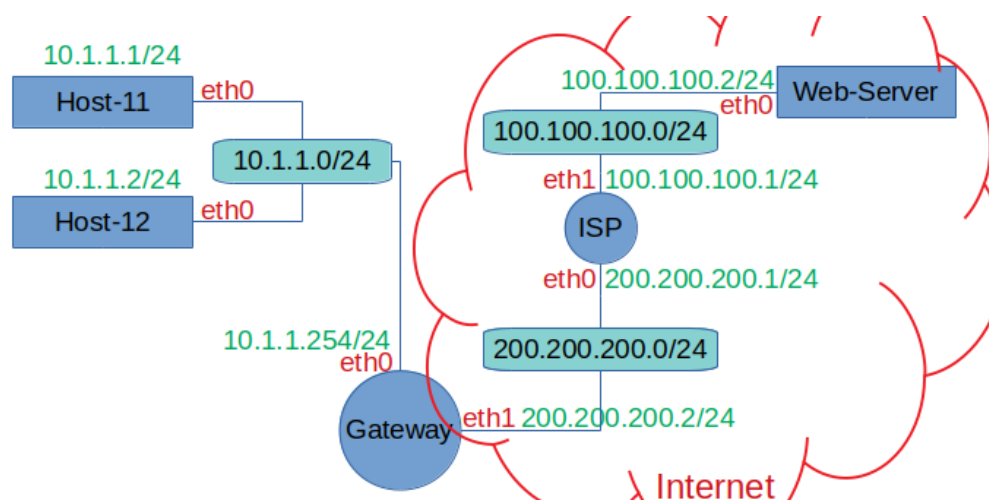 10.1.1.1/24
Host-11
eth0
10.1.1.0/24
10.1.1.2/24
Host-12
eth0
100.100.100.2/24
eth0
Web-Server
100.100.100.0/24
eth1 100.100.100.1/24
ISP
eth0 200.200.200.1/24
200.200.200.0/24
10.1.1.254/24
eth0
Gateway
eth1 200.200.200.2/24
Internet